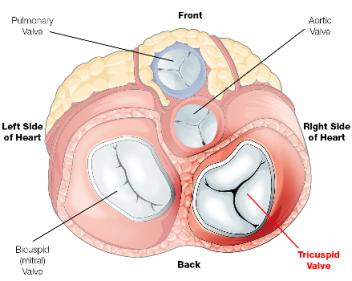 Front
Pulmonary
Valve
Aortic
Valve
Left Side
of Heart
Right Side
of Heart
Bicuspid
(mitral)
Valve
Back
Tricuspid
Valve